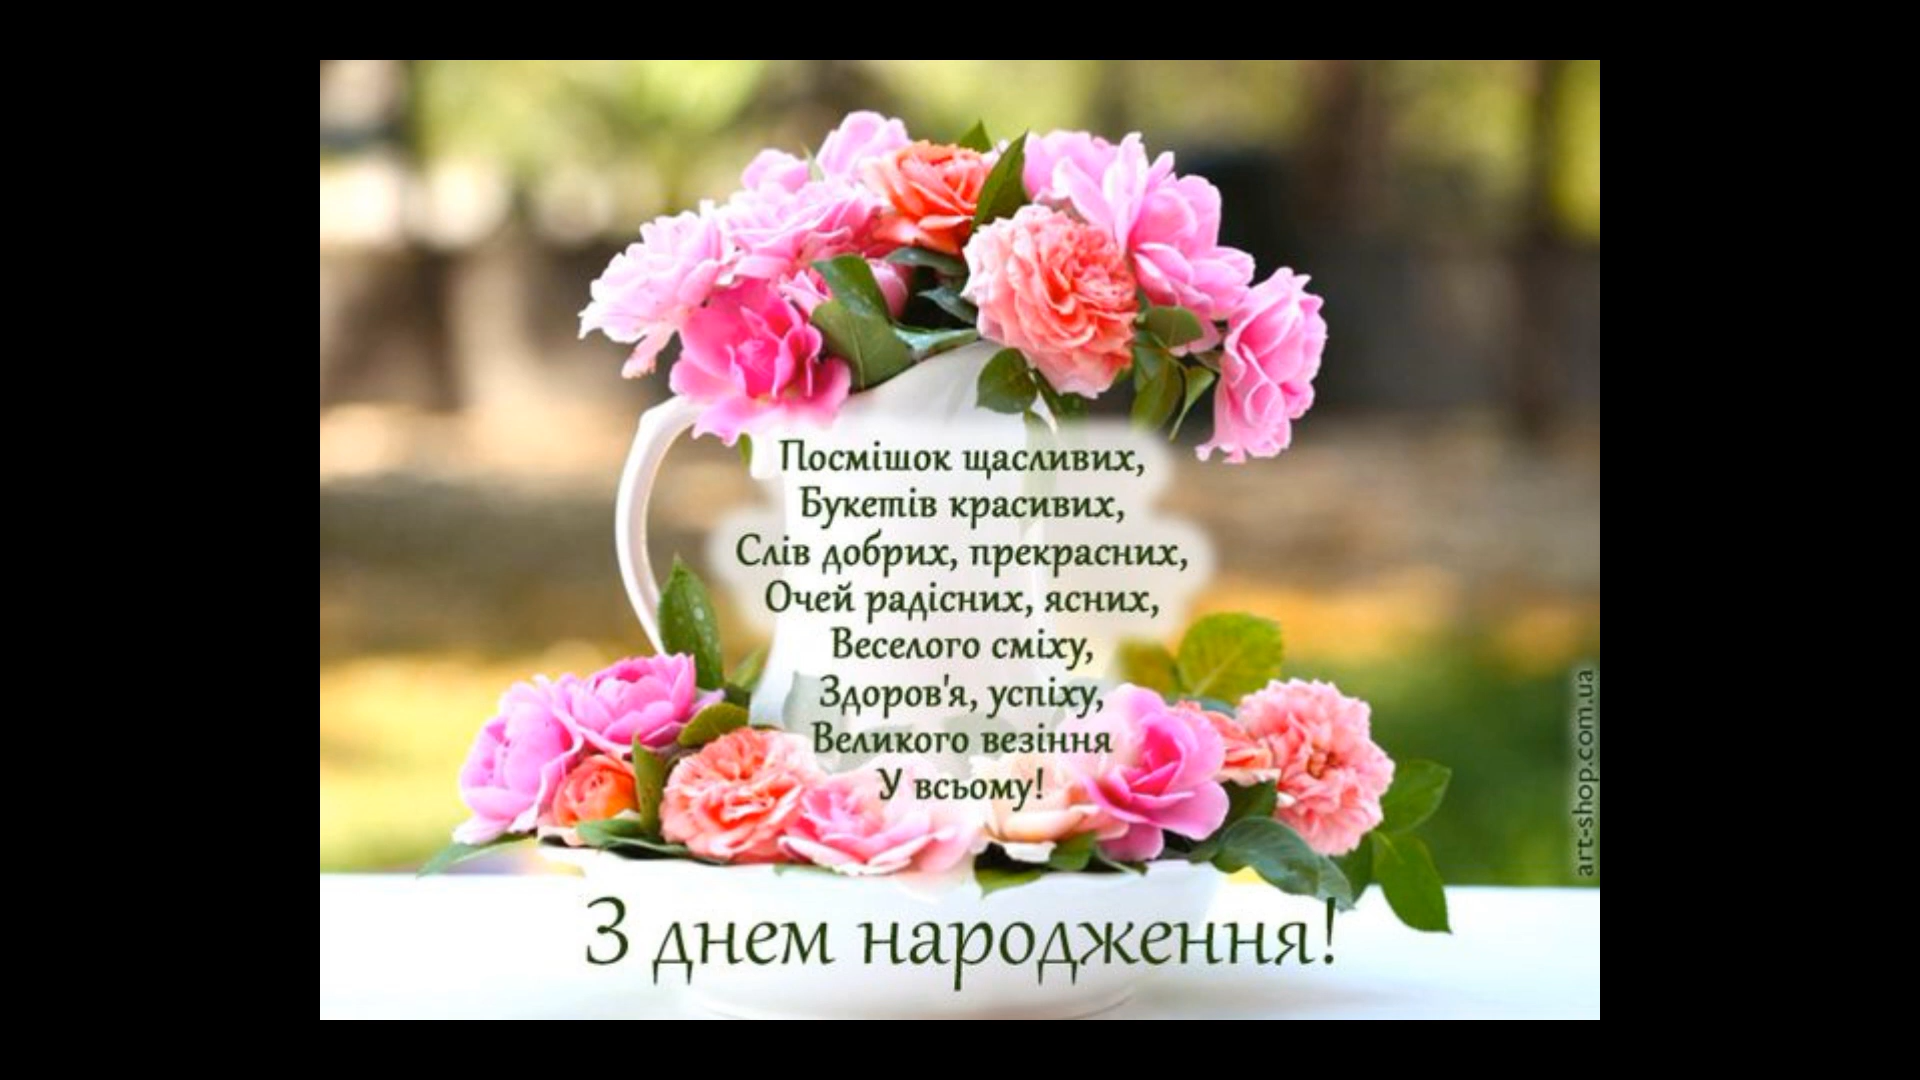 Посмішок щасливих,
Букетів красивих,
Слів добрих, прекрасних,
Очей радісних, ясних,
Веселого сміху,
Здоров'я, успіху,
Великого везіння
У всьому!
З днем народження!
art-shop.com.ua